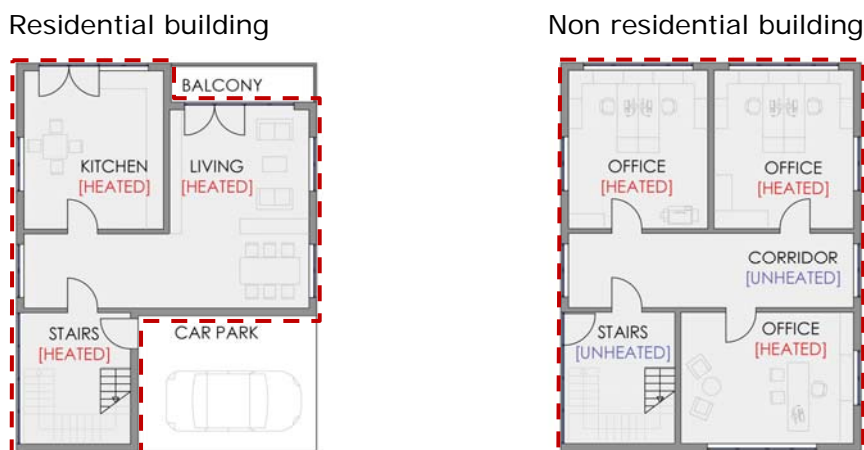 Residential building
BALCONY
KITCHEN
[HEATED]
LIVING
[HEATED]
STAIRS
[HEATED]
CAR PARK
Non residential building
OFFICE
[HEATED]
OFFICE
[HEATED]
CORRIDOR
[UNHEATED]
STAIRS
[UNHEATED]
OFFICE
[HEATED]